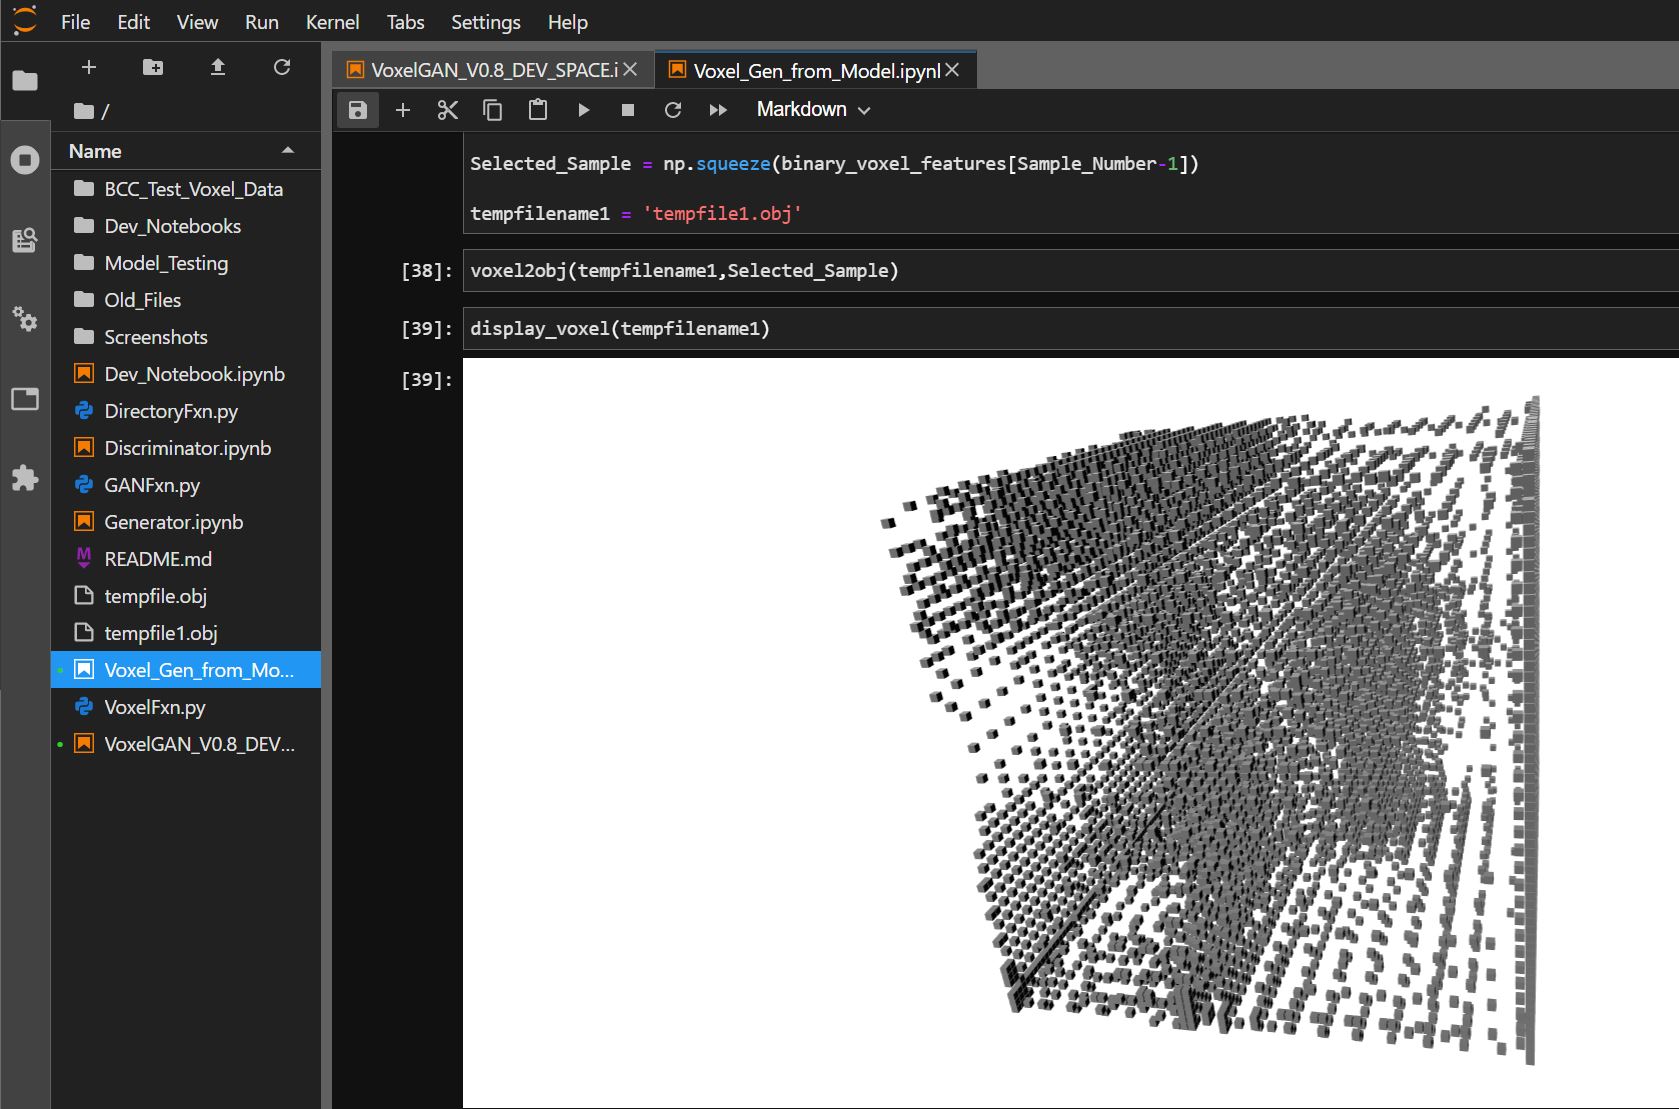 File Edit View Run Kernel Tabs Settings Help
VoxelGAN_V0.8_DEV_SPACE.i
Voxel_Gen_from_Model.ipynl
Markdown
/
Name
BCC_Test_Voxel_Data
Dev_Notebooks
Model_Testing
Old_Files
Screenshots
Dev_Notebook.ipynb
DirectoryFxn.py
Discriminator.ipynb
GANFxn.py
Generator.ipynb
README.md
tempfile.obj
tempfile1.obj
Voxel_Gen_from_Mo...
VoxelFxn.py
VoxelGAN_V0.8_DEV...
Selected_Sample = np.squeeze(binary_voxel_features[Sample_Number-1])
tempfilename1 = 'tempfile1.obj'
[38]: voxel2obj(tempfilename1,Selected_Sample)
[39]: display_voxel(tempfilename1)
[39]: